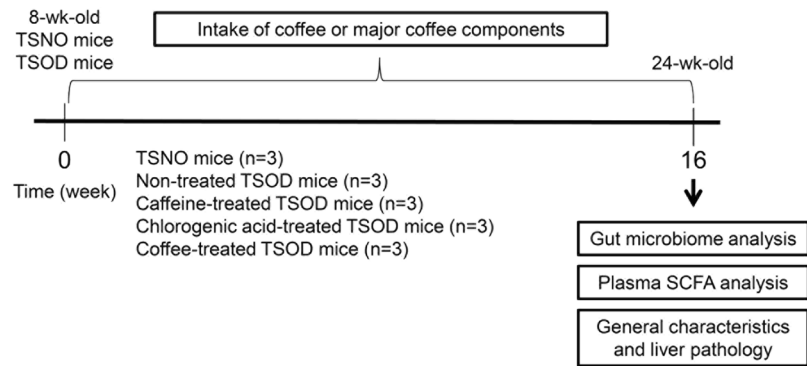 8-wk-old
TSNO mice
TSOD mice
Intake of coffee or major coffee components
24-wk-old
0
16
Time (week)
TSNO mice (n=3)
Non-treated TSOD mice (n=3)
Caffeine-treated TSOD mice (n=3)
Chlorogenic acid-treated TSOD mice (n=3)
Coffee-treated TSOD mice (n=3)
Gut microbiome analysis
Plasma SCFA analysis
General characteristics
and liver pathology